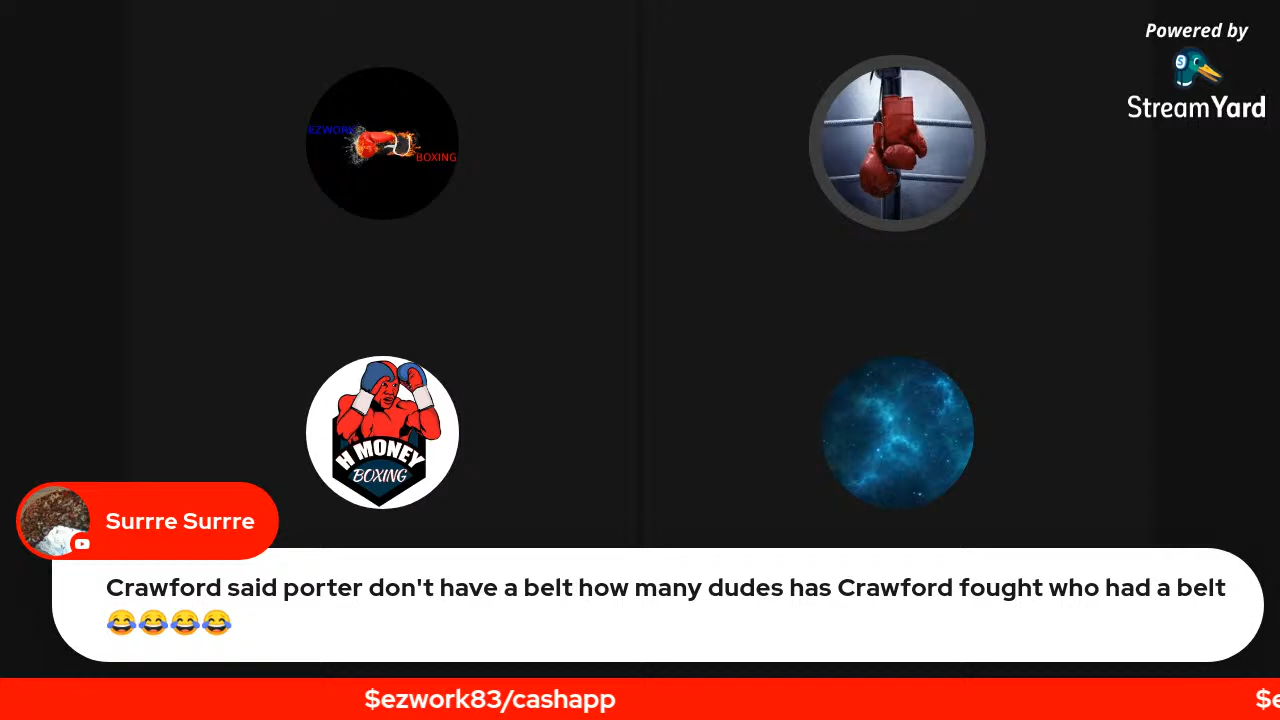 Powered by
StreamYard
EZWORK
BOXING
H MONEY
BOXING
Surrre Surrre
Crawford said porter don't have a belt how many dudes has Crawford fought who had a belt
😂😂😂😂
$ezwork83/cashapp
$e